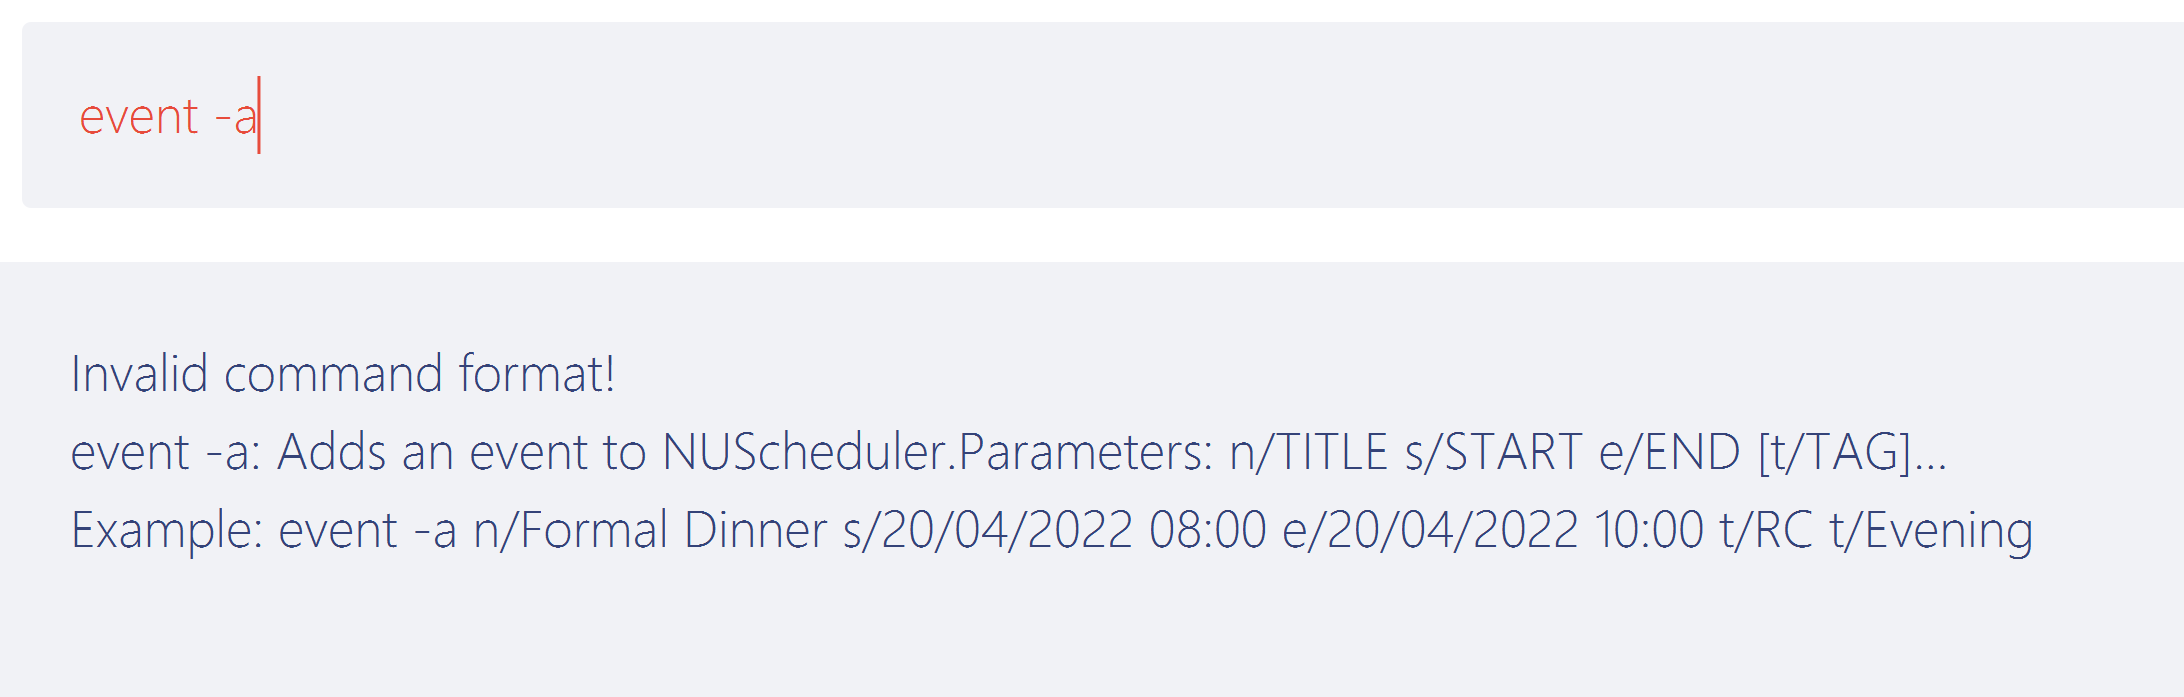 event -a
Invalid command format!
event -a: Adds an event to NUScheduler.Parameters: n/TITLE s/START e/END [t/TAG]...
Example: event -a n/Formal Dinner s/20/04/2022 08:00 e/20/04/2022 10:00 t/RC t/Evening